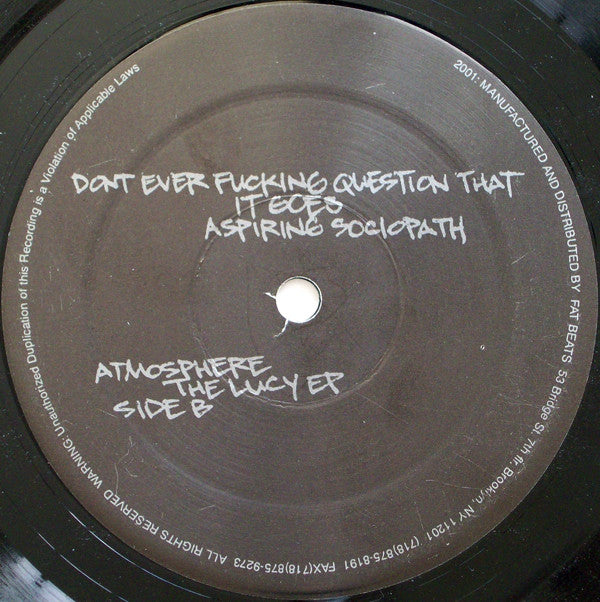 DONT EVER FUCKING QUESTION THAT
IT GOES
ASPIRING SOCIOPATH
ATMOSPHERE
THE LUCY EP
SIDE B
2001: MANUFACTURED AND DISTRIBUTED BY FAT BEATS 53 Bridge St. 7th flr Brooklyn, NY 11201 (718)875-8191 FAX(718)875-9273 ALL RIGHTS RESERVED WARNING: Unauthorized Duplication of this Recording is a Violation of Applicable Laws